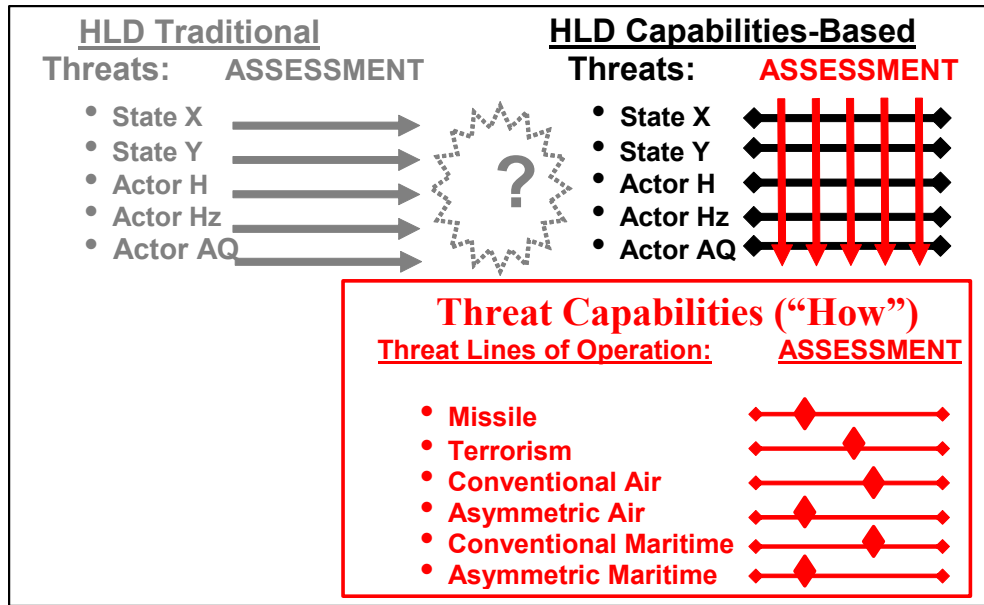 HLD Traditional
Threats: ASSESSMENT
• State X
• State Y
• Actor H
• Actor Hz
• Actor AQ
?
HLD Capabilities-Based
Threats: ASSESSMENT
• State X
• State Y
• Actor H
• Actor Hz
• Actor AQ
Threat Capabilities (“How”)
Threat Lines of Operation: ASSESSMENT
• Missile
• Terrorism
• Conventional Air
• Asymmetric Air
• Conventional Maritime
• Asymmetric Maritime